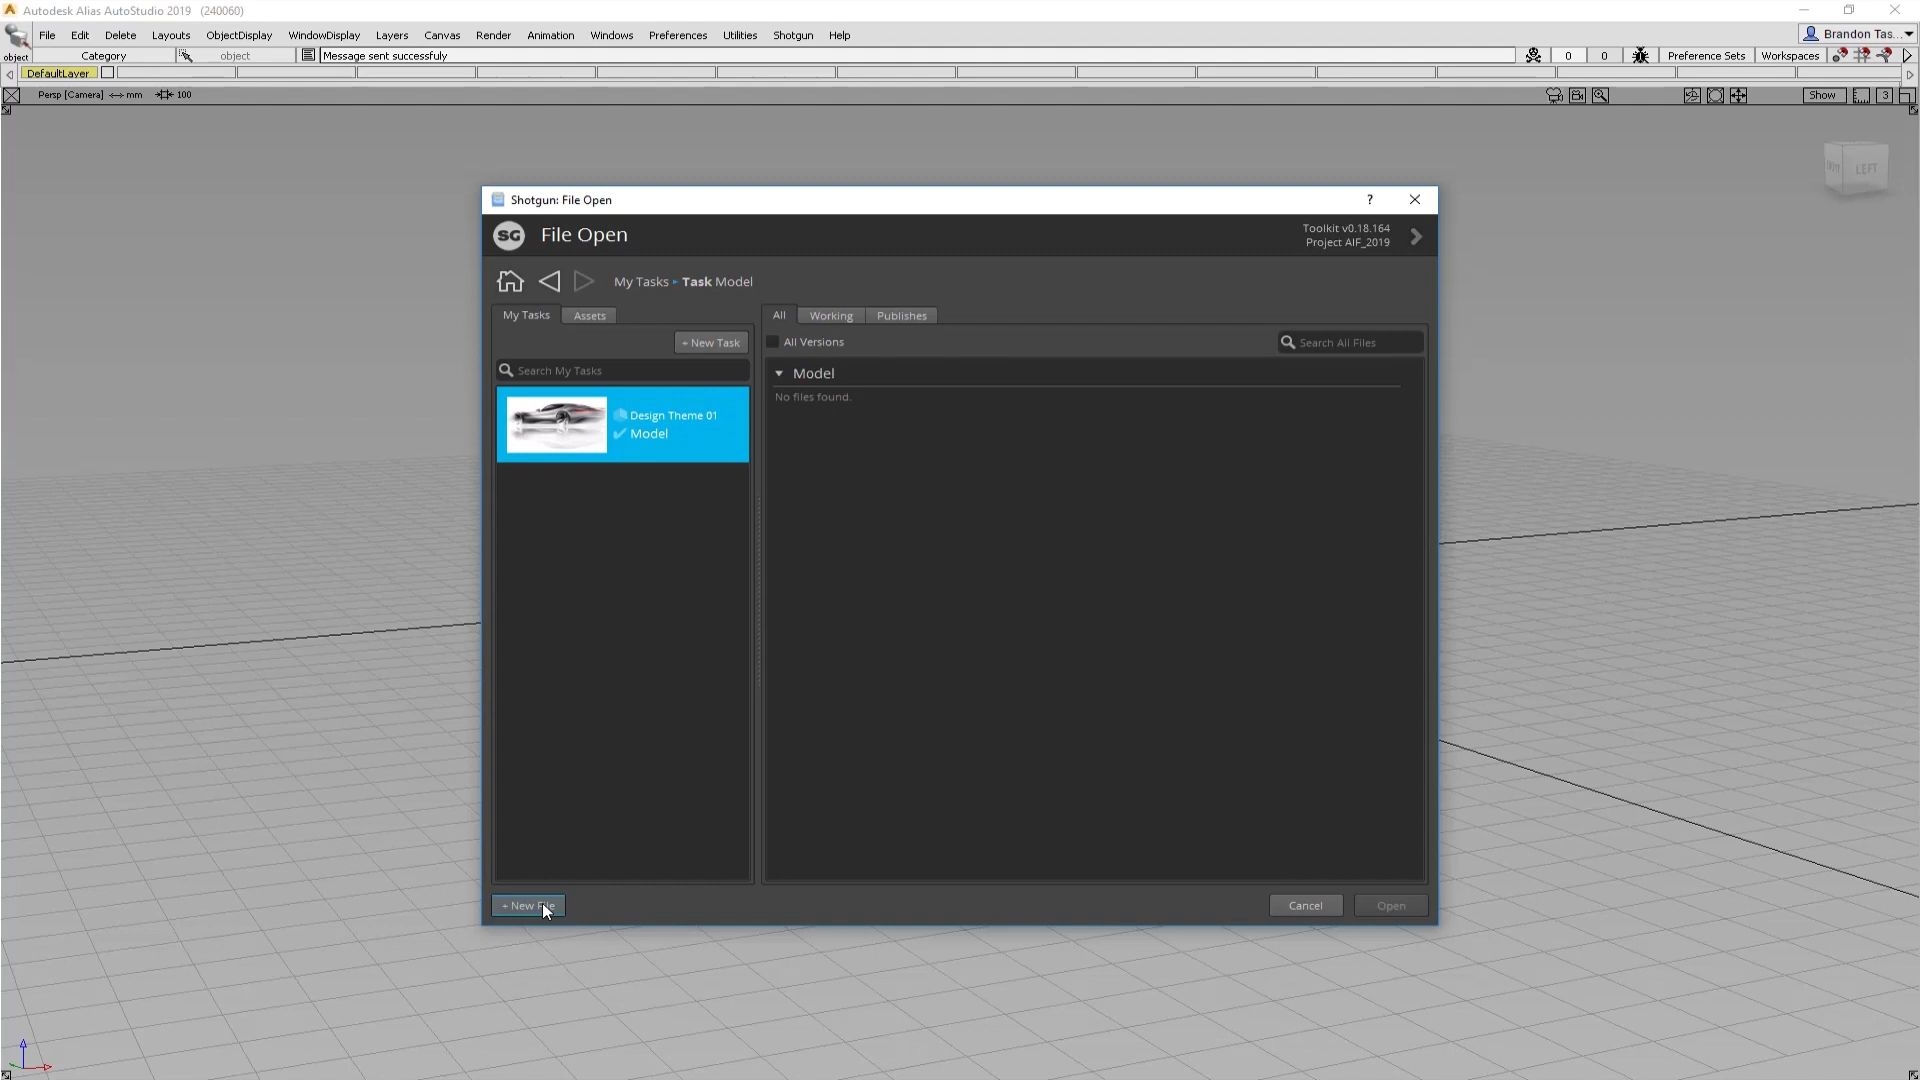 Autodesk Alias AutoStudio 2019 (240060)
File Edit Delete Layouts ObjectDisplay WindowDisplay Layers Canvas Render Animation Windows Preferences Utilities Shotgun Help
Brandon Tas...
object Category object Message sent successfuly 0 0 Preference Sets Workspaces
DefaultLayer
Persp [Camera] mm 100 Show 3
LEFT
Shotgun: File Open ?
SG File Open
Toolkit v0.18.164
Project AIF_2019
My Tasks Task Model
My Tasks Assets All Working Publishes
+ New Task All Versions Search All Files
Search My Tasks
Model
No files found.
Design Theme 01
Model
+ New File Cancel Open